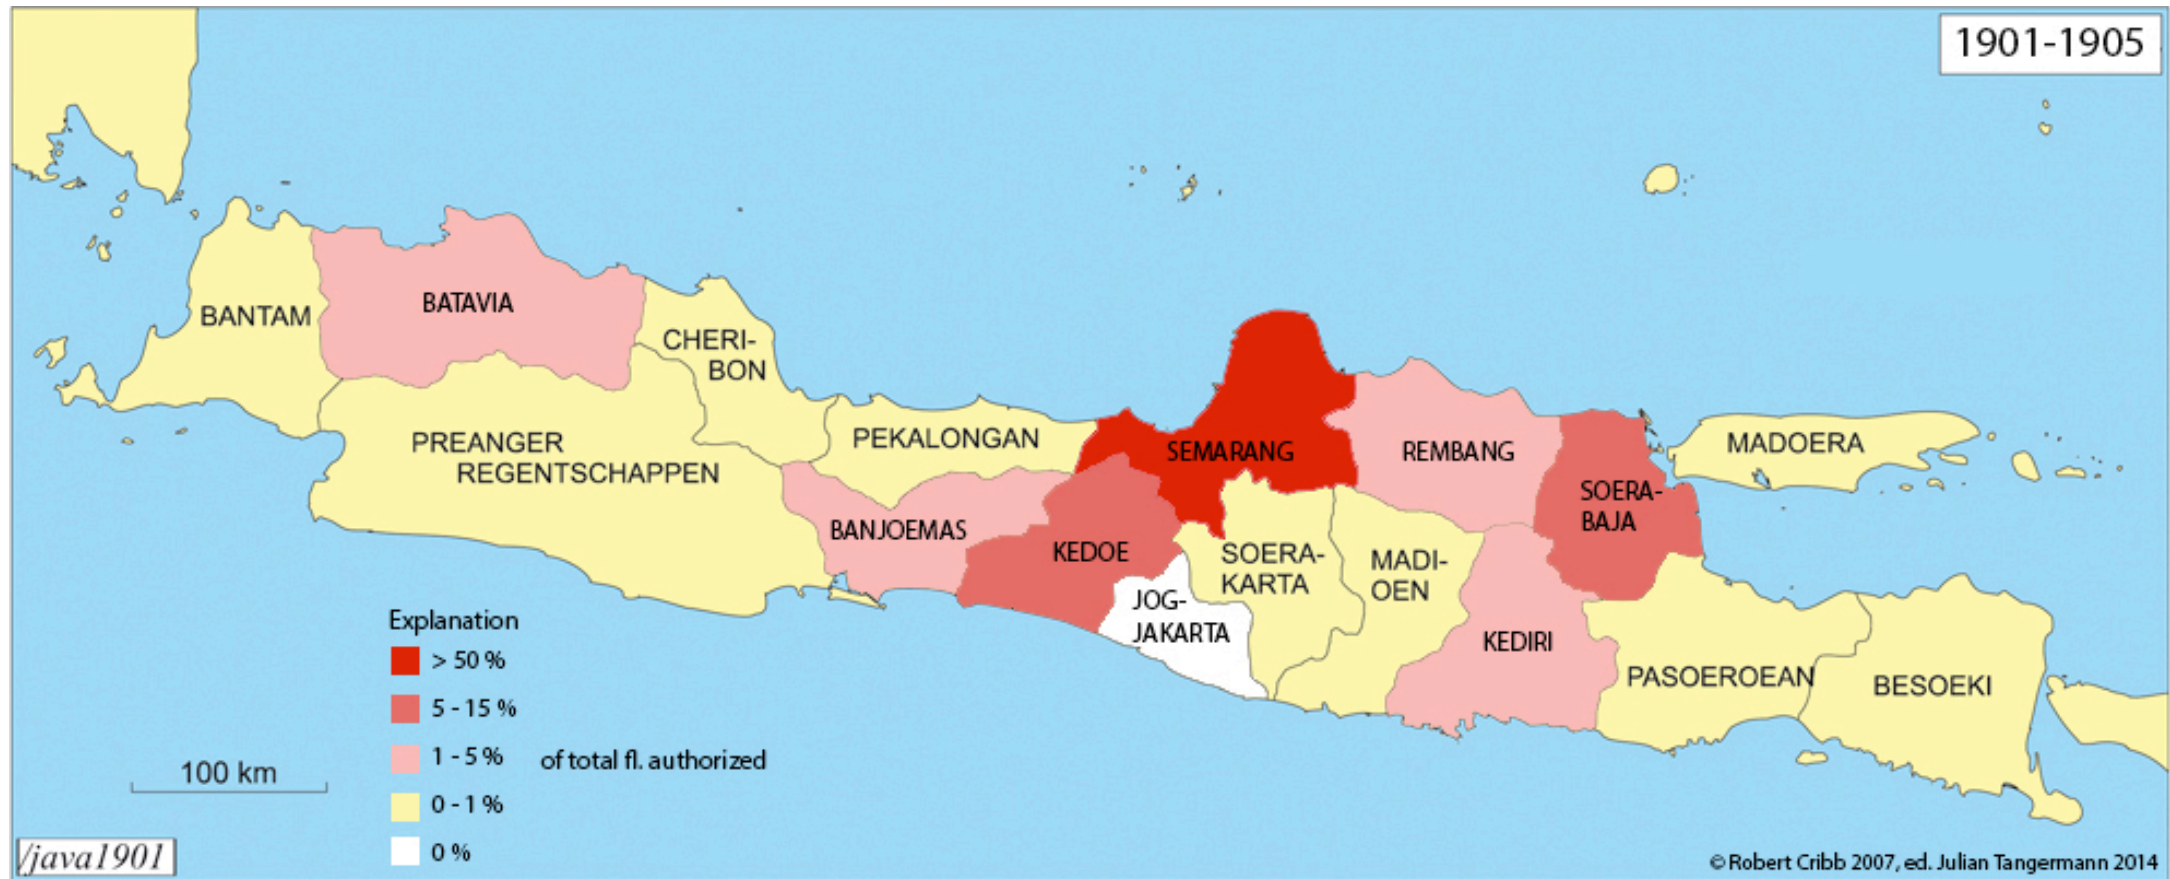 1901-1905
BANTAM
BATAVIA
CHERI-
BON
PREANGER
REGENTSCHAPPEN
PEKALONGAN
BANJOEMAS
KEDOE
SEMARANG
JOG-
JAKARTA
SOERA-
KARTA
MADI-
OEN
REMBANG
KEDIRI
SOERA-
BAJA
MADOERA
PASOEROEAN
BESOEKI
Explanation
> 50 %
5 - 15 %
1 - 5 % of total fl. authorized
0 - 1 %
0 %
100 km
/java1901
© Robert Cribb 2007, ed. Julian Tangermann 2014